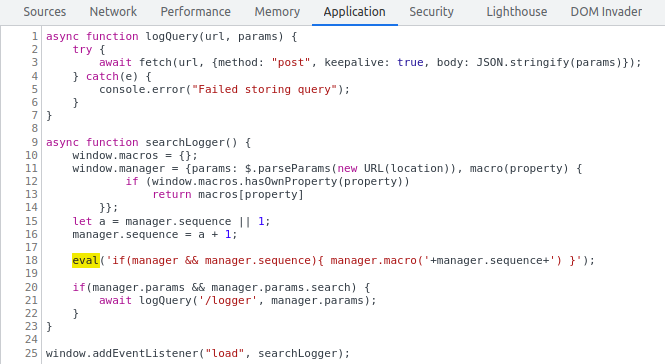 Sources Network Performance Memory Application Security Lighthouse DOM Invader
1 async function logQuery(url, params) {
2 try {
3 await fetch(url, {method: "post", keepalive: true, body: JSON.stringify(params)});
4 } catch(e) {
5 console.error("Failed storing query");
6 }
7 }
8
9 async function searchLogger() {
10 window.macros = {};
11 window.manager = {params: $.parseParams(new URL(location)), macro(property) {
12 if (window.macros.hasOwnProperty(property))
13 return macros[property]
14 }};
15 let a = manager.sequence || 1;
16 manager.sequence = a + 1;
17
18 eval('if(manager && manager.sequence){ manager.macro('+manager.sequence+') }');
19
20 if(manager.params && manager.params.search) {
21 await logQuery('/logger', manager.params);
22 }
23 }
24
25 window.addEventListener("load", searchLogger);